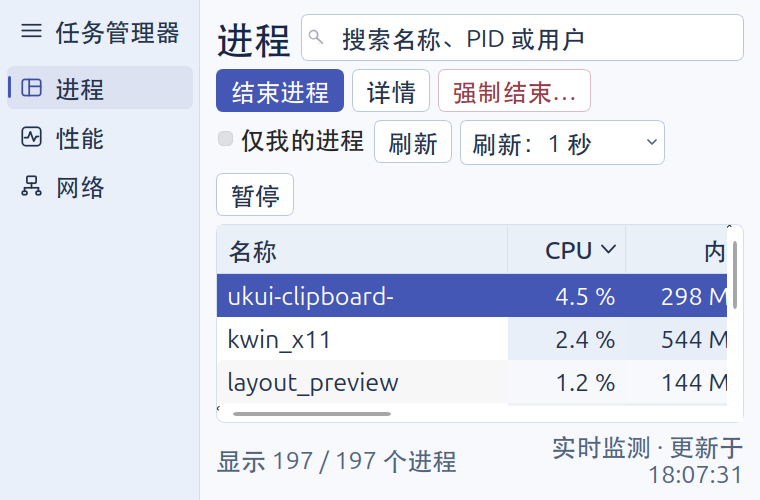 任务管理器
进程
性能
网络
进程
搜索名称、PID 或用户
结束进程
详情
强制结束…
仅我的进程
刷新
刷新：1 秒
暂停
名称 CPU 内
ukui-clipboard- 4.5 % 298 M
kwin_x11 2.4 % 544 M
layout_preview 1.2 % 144 M
显示 197 / 197 个进程
实时监测 · 更新于
18:07:31